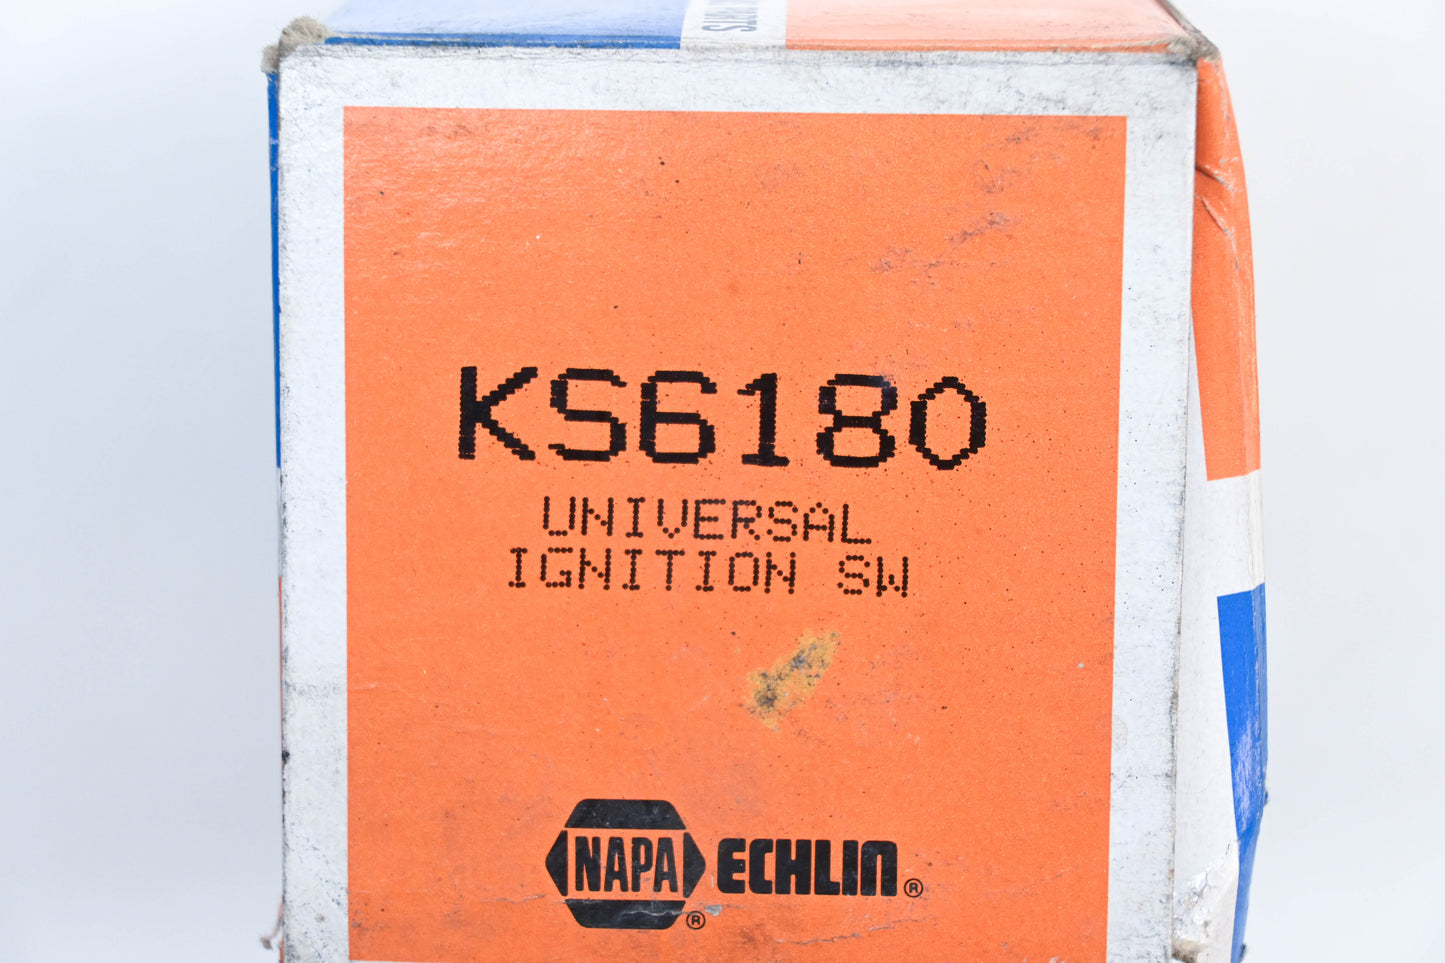 KS6180
UNIVERSAL
IGNITION SW
NAPA ® ECHLIN ®